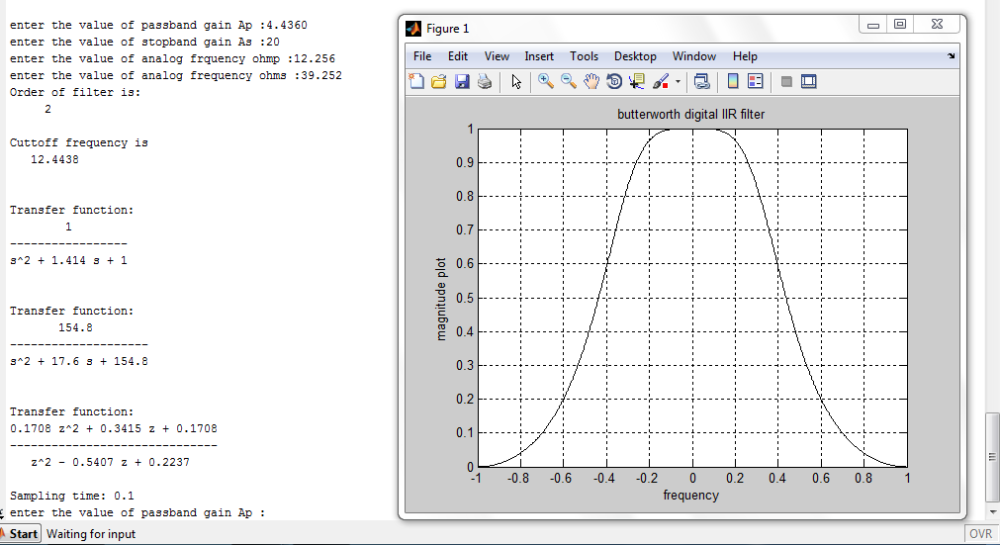 enter the value of passband gain Ap :4.4360
enter the value of stopband gain As :20
enter the value of analog frquency ohmp :12.256
enter the value of analog frequency ohms :39.252
Order of filter is:
2
Cuttoff frequency is
12.4438
Transfer function:
1
-----------------
s^2 + 1.414 s + 1
Transfer function:
154.8
--------------------
s^2 + 17.6 s + 154.8
Transfer function:
0.1708 z^2 + 0.3415 z + 0.1708
------------------------------
z^2 - 0.5407 z + 0.2237
Sampling time: 0.1
enter the value of passband gain Ap :
Start Waiting for input
OVR
Figure 1
File Edit View Insert Tools Desktop Window Help
butterworth digital IIR filter
magnitude plot
1
0.9
0.8
0.7
0.6
0.5
0.4
0.3
0.2
0.1
0
-1 -0.8 -0.6 -0.4 -0.2 0 0.2 0.4 0.6 0.8 1
frequency